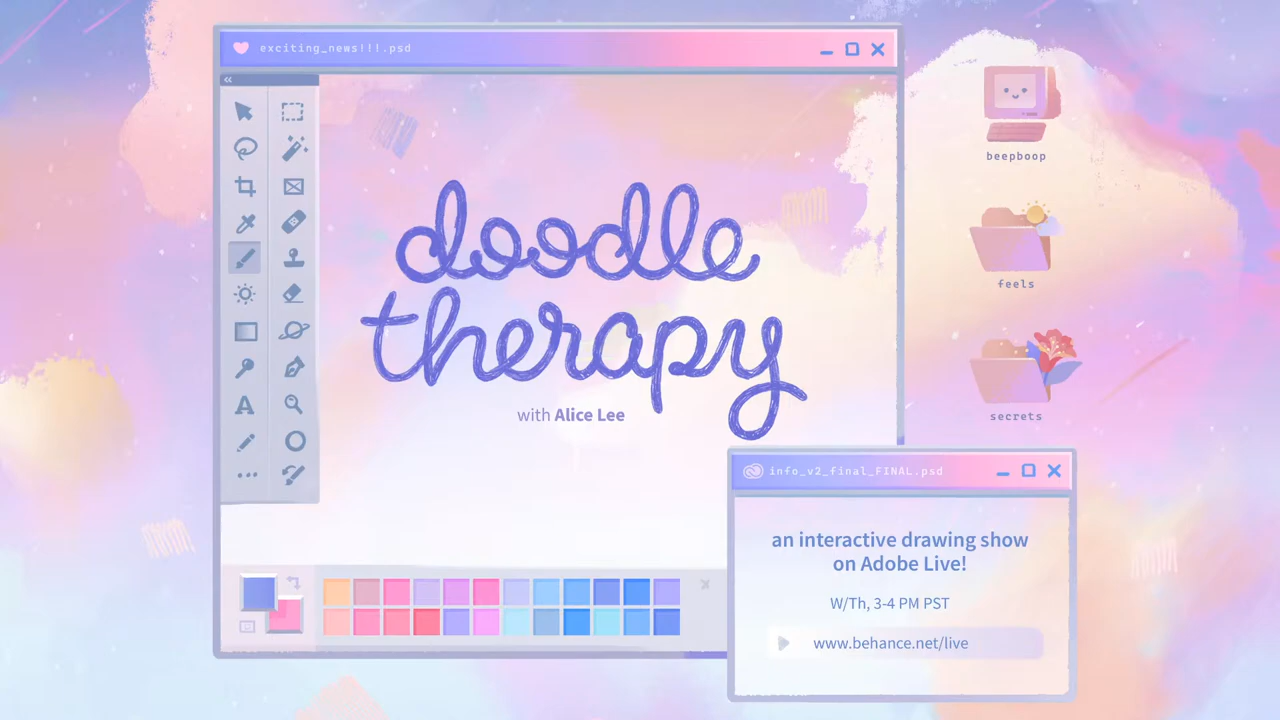 exciting_news!!!.psd
«
A
doodle
therapy
with Alice Lee
beepboop
feels
secrets
info_v2_final_FINAL.psd
an interactive drawing show
on Adobe Live!
W/Th, 3-4 PM PST
www.behance.net/live